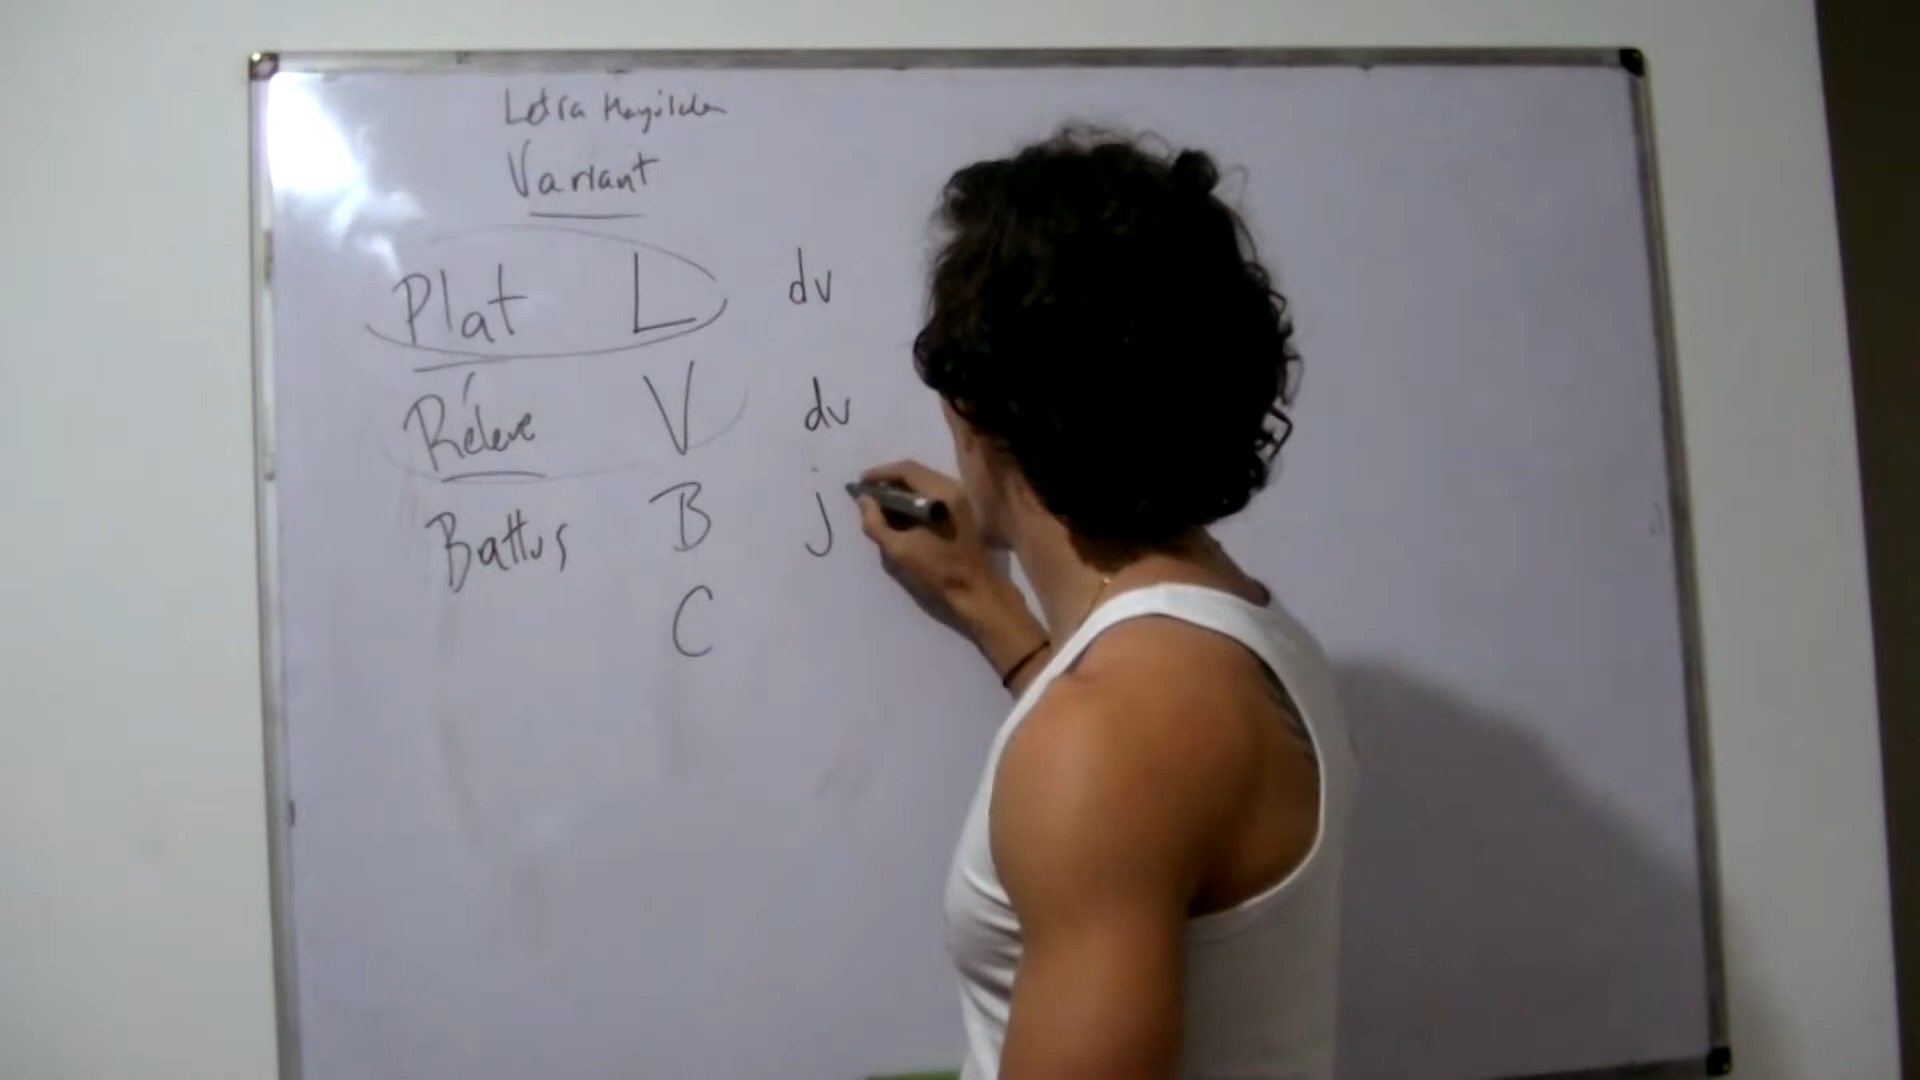 Letra Mayúscula
Variant
Plat L dv
Réleve V dv
Battus B j
C